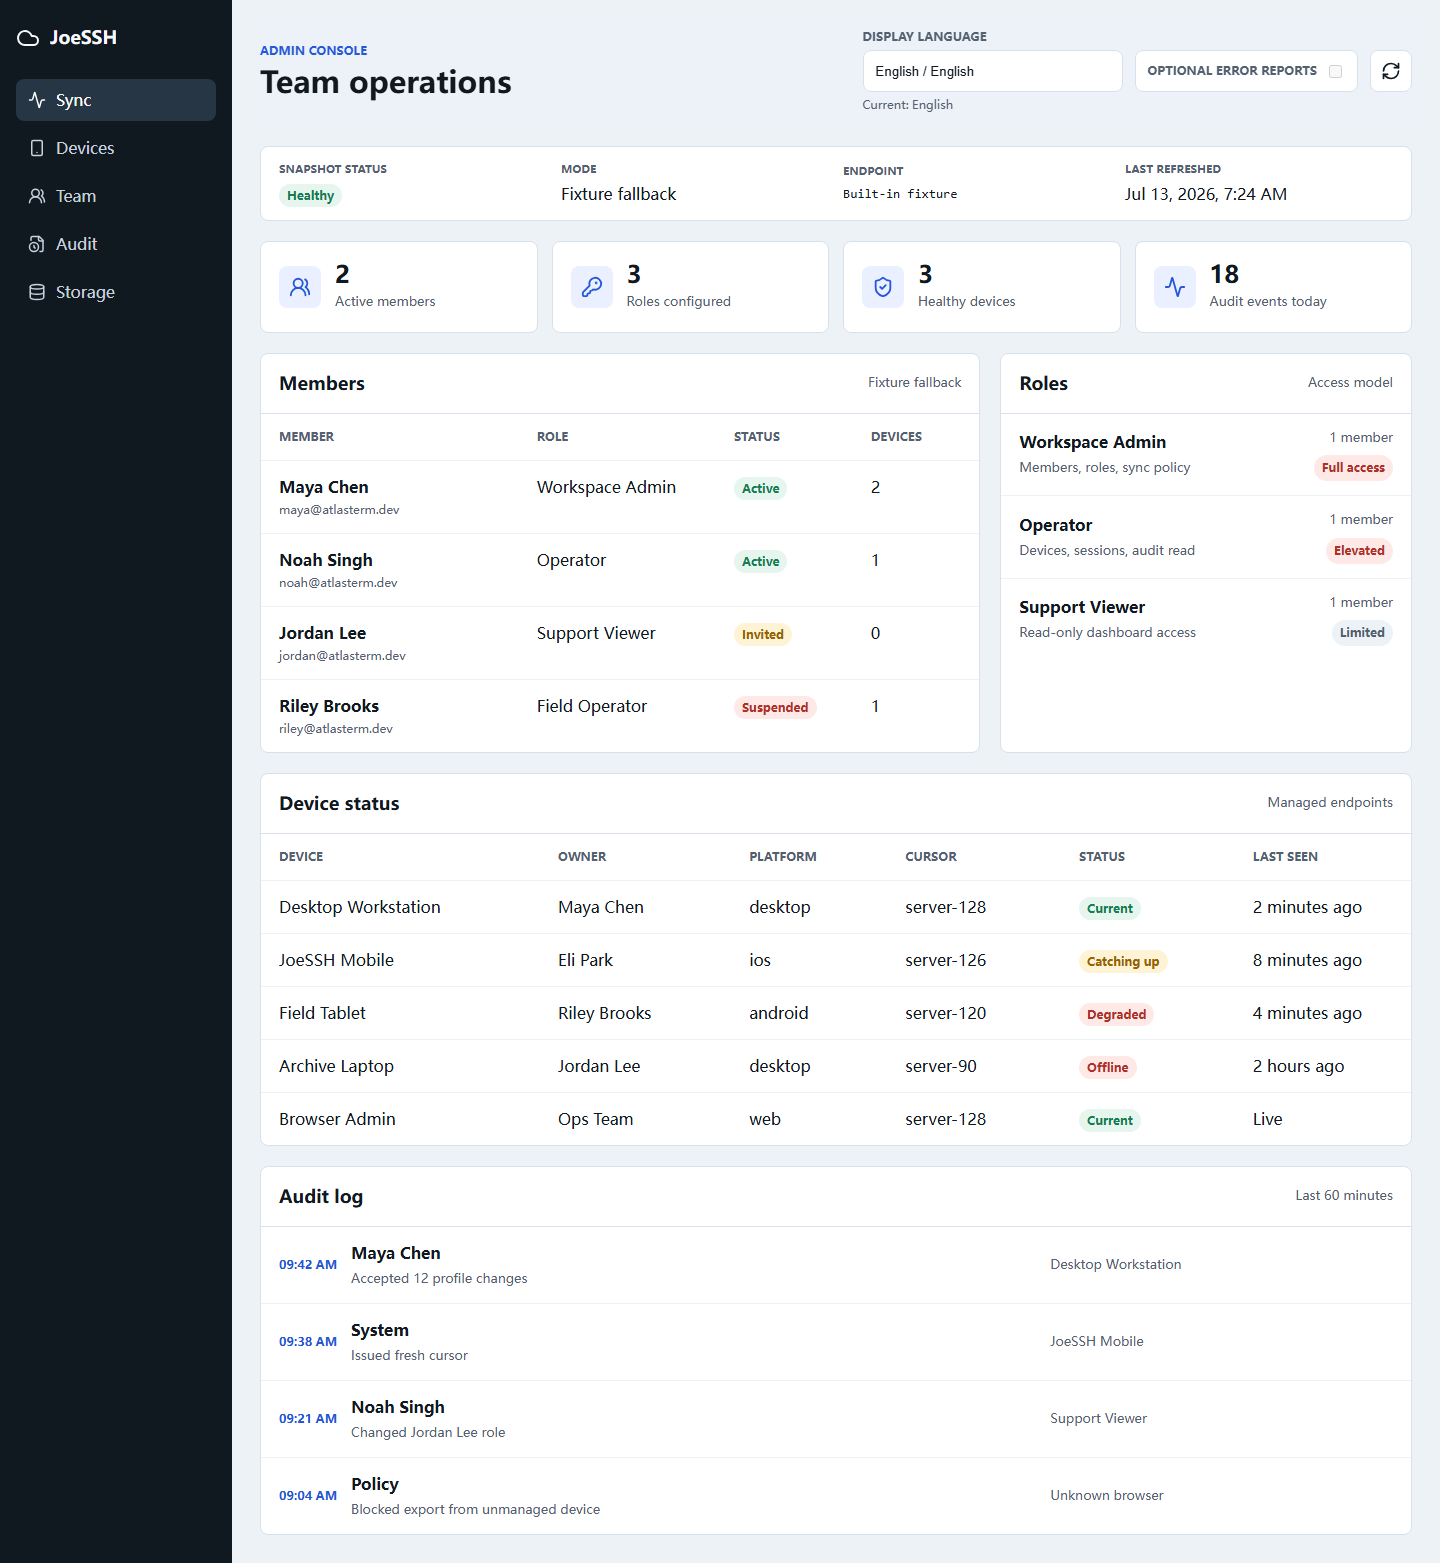 JoeSSH
Sync
Devices
Team
Audit
Storage
ADMIN CONSOLE
Team operations
DISPLAY LANGUAGE
English / English
Current: English
OPTIONAL ERROR REPORTS
SNAPSHOT STATUS
Healthy
MODE
Fixture fallback
ENDPOINT
Built-in fixture
LAST REFRESHED
Jul 13, 2026, 7:24 AM
2
Active members
3
Roles configured
3
Healthy devices
18
Audit events today
Members
Fixture fallback
MEMBER ROLE STATUS DEVICES
Maya Chen Workspace Admin Active 2
maya@atlasterm.dev
Noah Singh Operator Active 1
noah@atlasterm.dev
Jordan Lee Support Viewer Invited 0
jordan@atlasterm.dev
Riley Brooks Field Operator Suspended 1
riley@atlasterm.dev
Roles
Access model
Workspace Admin 1 member
Members, roles, sync policy Full access
Operator 1 member
Devices, sessions, audit read Elevated
Support Viewer 1 member
Read-only dashboard access Limited
Device status
Managed endpoints
DEVICE OWNER PLATFORM CURSOR STATUS LAST SEEN
Desktop Workstation Maya Chen desktop server-128 Current 2 minutes ago
JoeSSH Mobile Eli Park ios server-126 Catching up 8 minutes ago
Field Tablet Riley Brooks android server-120 Degraded 4 minutes ago
Archive Laptop Jordan Lee desktop server-90 Offline 2 hours ago
Browser Admin Ops Team web server-128 Current Live
Audit log
Last 60 minutes
09:42 AM Maya Chen Desktop Workstation
Accepted 12 profile changes
09:38 AM System JoeSSH Mobile
Issued fresh cursor
09:21 AM Noah Singh Support Viewer
Changed Jordan Lee role
09:04 AM Policy Unknown browser
Blocked export from unmanaged device